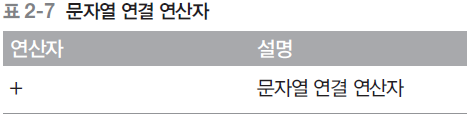 표 2-7 문자열 연결 연산자
연산자 설명
+ 문자열 연결 연산자